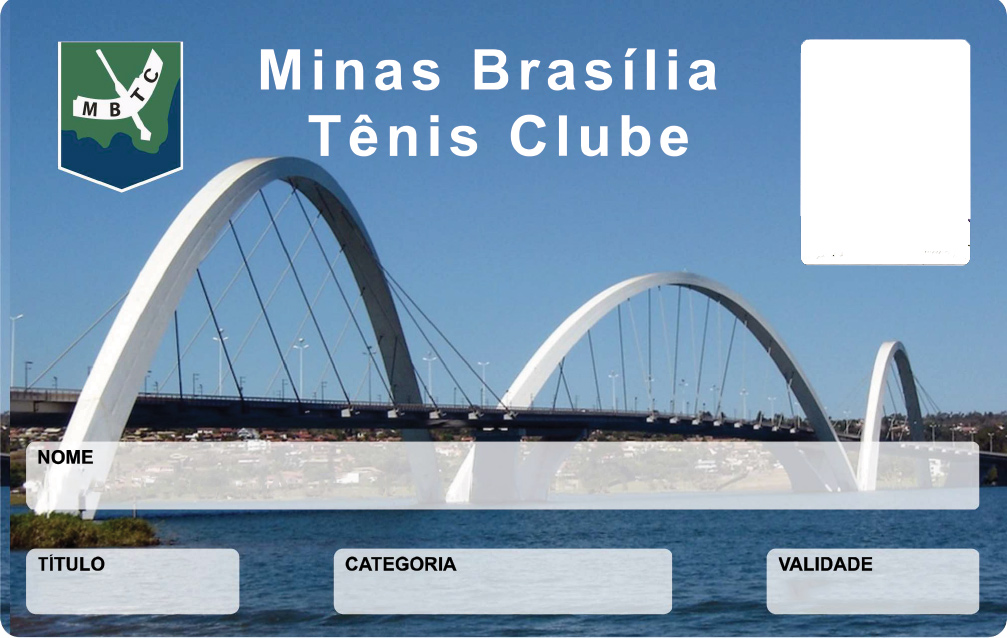 MBTC
Minas Brasília
Tênis Clube
NOME
TÍTULO
CATEGORIA
VALIDADE